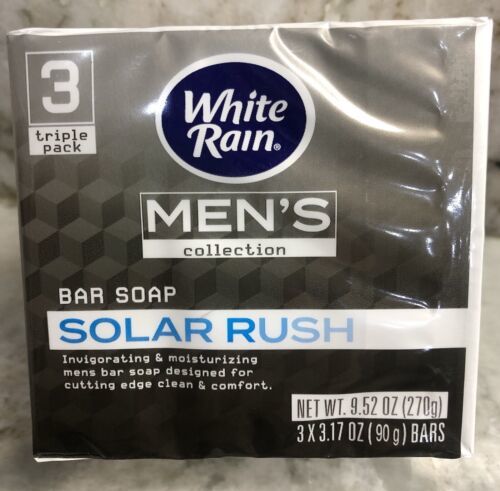 3
triple
pack
White
Rain®
MEN'S
collection
BAR SOAP
SOLAR RUSH
Invigorating & moisturizing
mens bar soap designed for
cutting edge clean & comfort.
NET WT. 9.52 OZ (270g)
3 X 3.17 OZ (90g) BARS